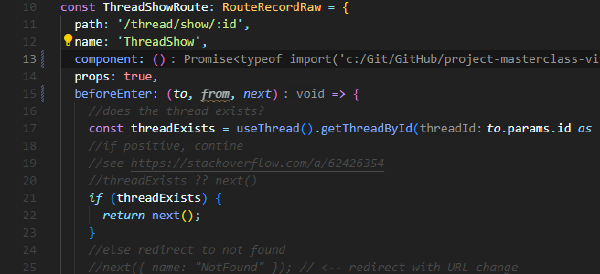 10 const ThreadShowRoute: RouteRecordRaw = {
11 path: '/thread/show/:id',
12 name: 'ThreadShow',
13 component: () : Promise<typeof import('c:/Git/GitHub/project-masterclass-vi
14 props: true,
15 beforeEnter: (to, from, next) : void => {
16 //does the thread exists?
17 const threadExists = useThread().getThreadById(threadId: to.params.id as
18 //if positive, contine
19 //see https://stackoverflow.com/a/62426354
20 //threadExists ?? next()
21 if (threadExists) {
22 return next();
23 }
24 //else redirect to not found
25 //next({ name: "NotFound" }); // <-- redirect with URL change